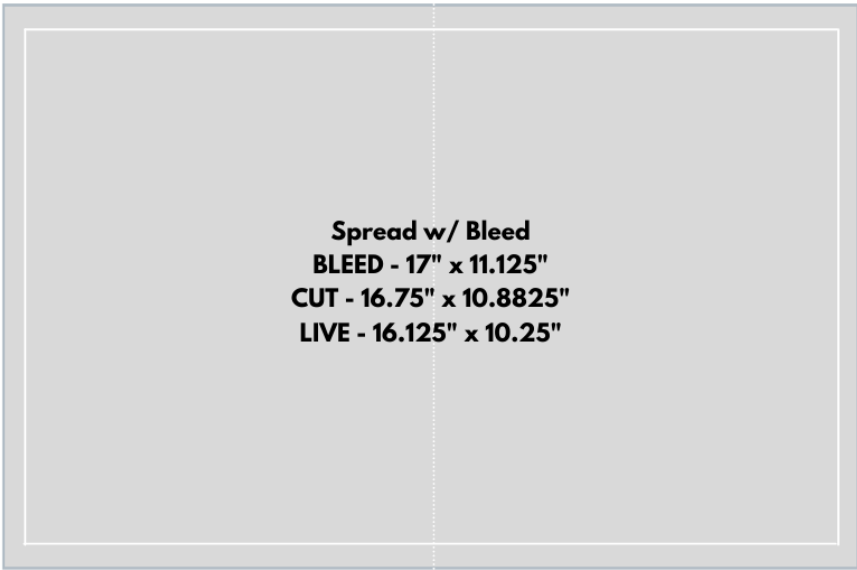 Spread w/ Bleed
BLEED - 17" x 11.125"
CUT - 16.75" x 10.8825"
LIVE - 16.125" x 10.25"